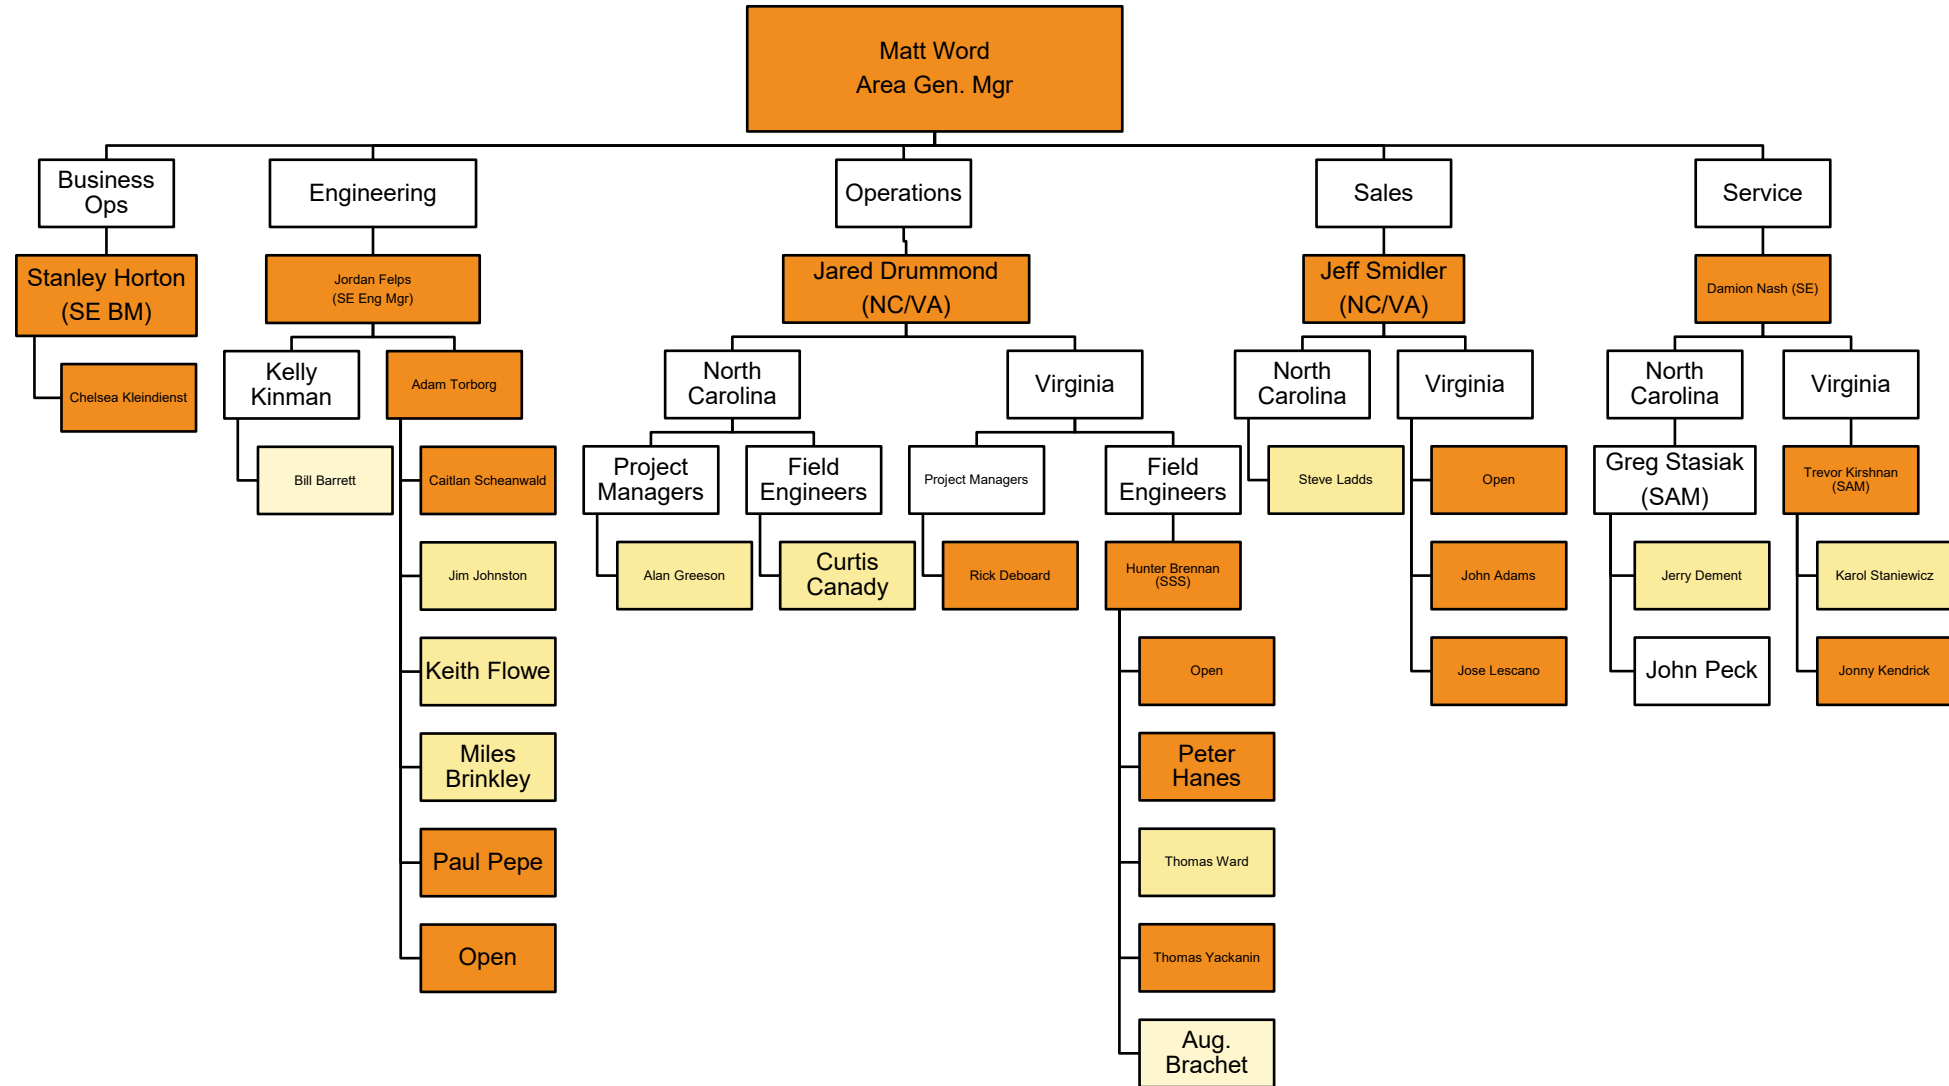 Matt Word
Area Gen. Mgr
Business
Ops
Engineering
Operations
Sales
Service
Stanley Horton
(SE BM)
Jordan Felps
(SE Eng Mgr)
Jared Drummond
(NC/VA)
Jeff Smidler
(NC/VA)
Damion Nash (SE)
Chelsea Kleindienst
Kelly
Kinman
Adam Torborg
North
Carolina
Virginia
North
Carolina
Virginia
North
Carolina
Virginia
Bill Barrett
Caitlan Scheanwald
Project
Managers
Field
Engineers
Project Managers
Field
Engineers
Steve Ladds
Open
Greg Stasiak
(SAM)
Trevor Kirshnan
(SAM)
Jim Johnston
Alan Greeson
Curtis
Canady
Rick Deboard
Hunter Brennan
(SSS)
John Adams
Jerry Dement
Karol Staniewicz
Keith Flowe
Open
Jose Lescano
John Peck
Jonny Kendrick
Miles
Brinkley
Peter
Hanes
Paul Pepe
Thomas Ward
Open
Thomas Yackanin
Aug.
Brachet